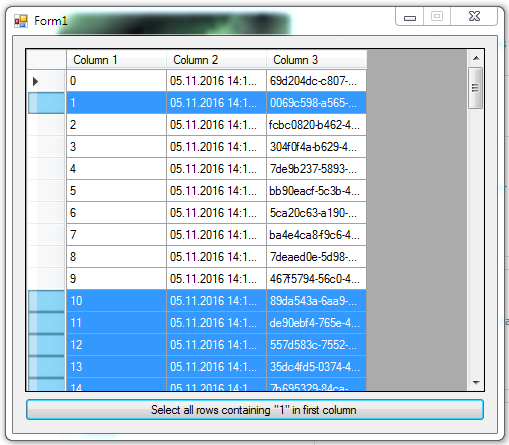 Form1
Column 1 Column 2 Column 3
0 05.11.2016 14:1... 69d204dc-c807-...
1 05.11.2016 14:1... 0069c598-a565-...
2 05.11.2016 14:1... fcbc0820-b462-4...
3 05.11.2016 14:1... 304f0f4a-b629-4...
4 05.11.2016 14:1... 7de9b237-5893-...
5 05.11.2016 14:1... bb90eacf-5c3b-4...
6 05.11.2016 14:1... 5ca20c63-a190-...
7 05.11.2016 14:1... ba4e4ca8-f9c6-4...
8 05.11.2016 14:1... 7deaed0e-5d98-...
9 05.11.2016 14:1... 467f5794-56c0-4...
10 05.11.2016 14:1... 89da543a-6aa9-...
11 05.11.2016 14:1... de90ebf4-765e-4...
12 05.11.2016 14:1... 557d583c-7552-...
13 05.11.2016 14:1... 35dc4fd5-0374-4...
14 05.11.2016 14:1... 7b695329-84ca-...
Select all rows containing "1" in first column